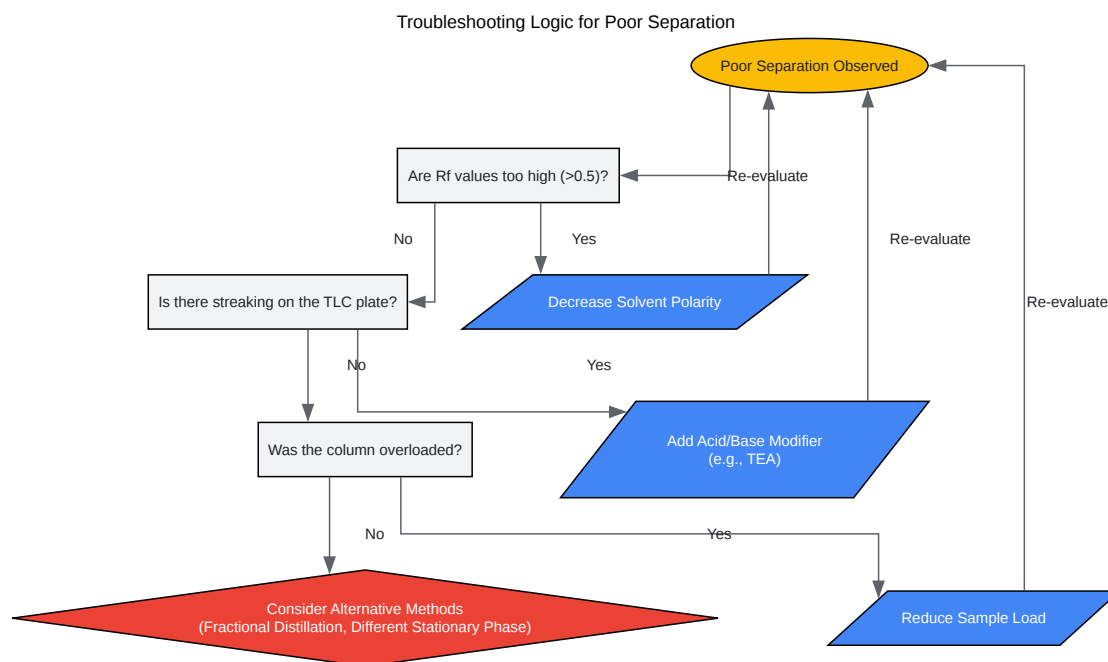 Troubleshooting Logic for Poor Separation
Poor Separation Observed
Are Rf values too high (>0.5)?
Re-evaluate
No
Yes
Re-evaluate
Is there streaking on the TLC plate?
Decrease Solvent Polarity
Re-evaluate
No
Yes
Add Acid/Base Modifier
(e.g., TEA)
Was the column overloaded?
No
Yes
Consider Alternative Methods
(Fractional Distillation, Different Stationary Phase)
Reduce Sample Load